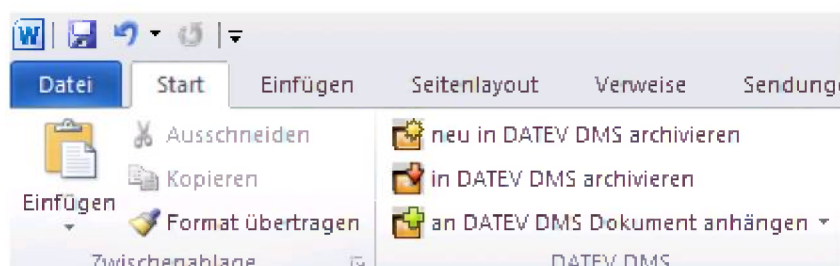 W
Datei Start Einfügen Seitenlayout Verweise Sendunge
Ausschneiden
Kopieren
Einfügen
Format übertragen
Zwischenablage
neu in DATEV DMS archivieren
in DATEV DMS archivieren
an DATEV DMS Dokument anhängen
DATEV DMS